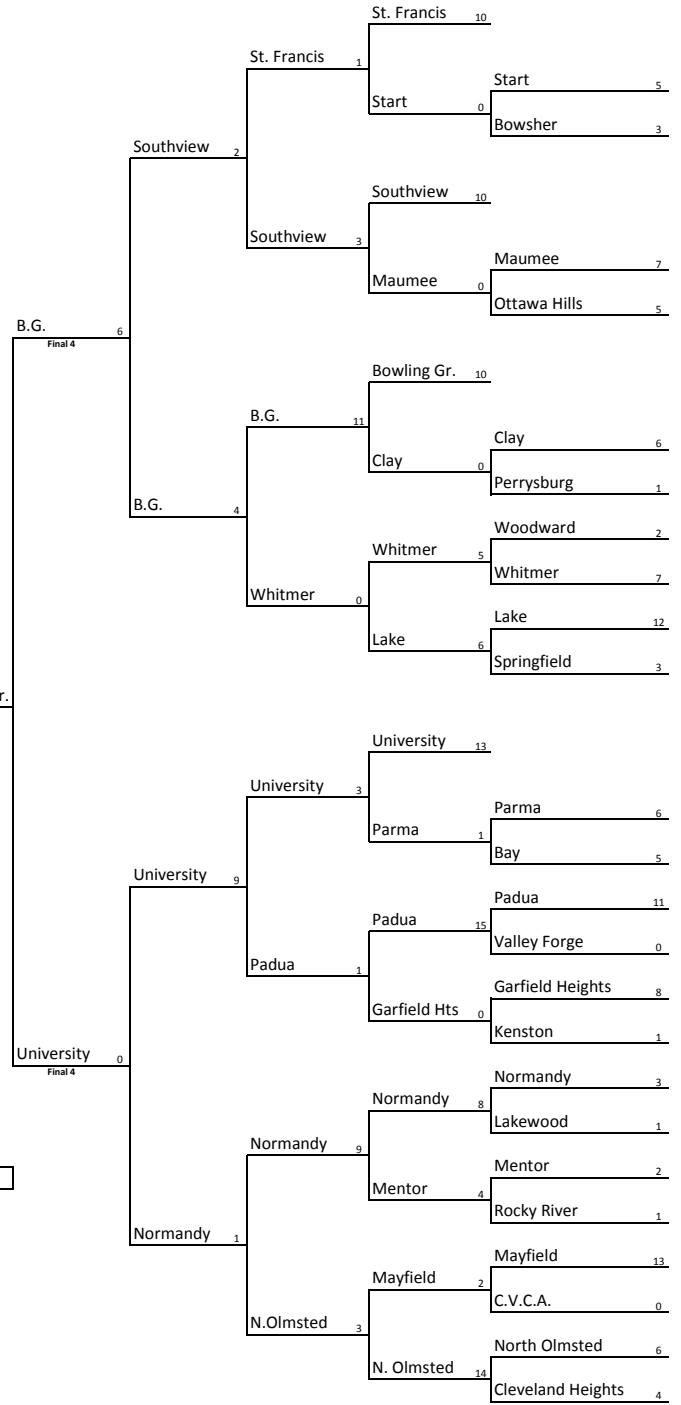 St. Francis 10
St. Francis 1
Start 5
Start 0
Bowsher 3
Southview 2
Southview 10
Southview 3
Maumee 7
Maumee 0
Ottawa Hills 5
B.G. 6
Final 4
Bowling Gr. 10
B.G. 11
Clay 6
Clay 0
Perrysburg 1
B.G. 4
Woodward 2
Whitmer 5
Whitmer 7
Whitmer 0
Lake 12
Lake 6
Springfield 3
r.
University 13
University 3
Parma 6
Parma 1
Bay 5
University 9
Padua 11
Padua 15
Valley Forge 0
Padua 1
Garfield Heights 8
Garfield Hts 0
Kenston 1
University 0
Final 4
Normandy 3
Normandy 8
Lakewood 1
Normandy 9
Mentor 2
Mentor 4
Rocky River 1
Normandy 1
Mayfield 13
Mayfield 2
C.V.C.A. 0
N.Olmsted 3
North Olmsted 6
N. Olmsted 14
Cleveland Heights 4